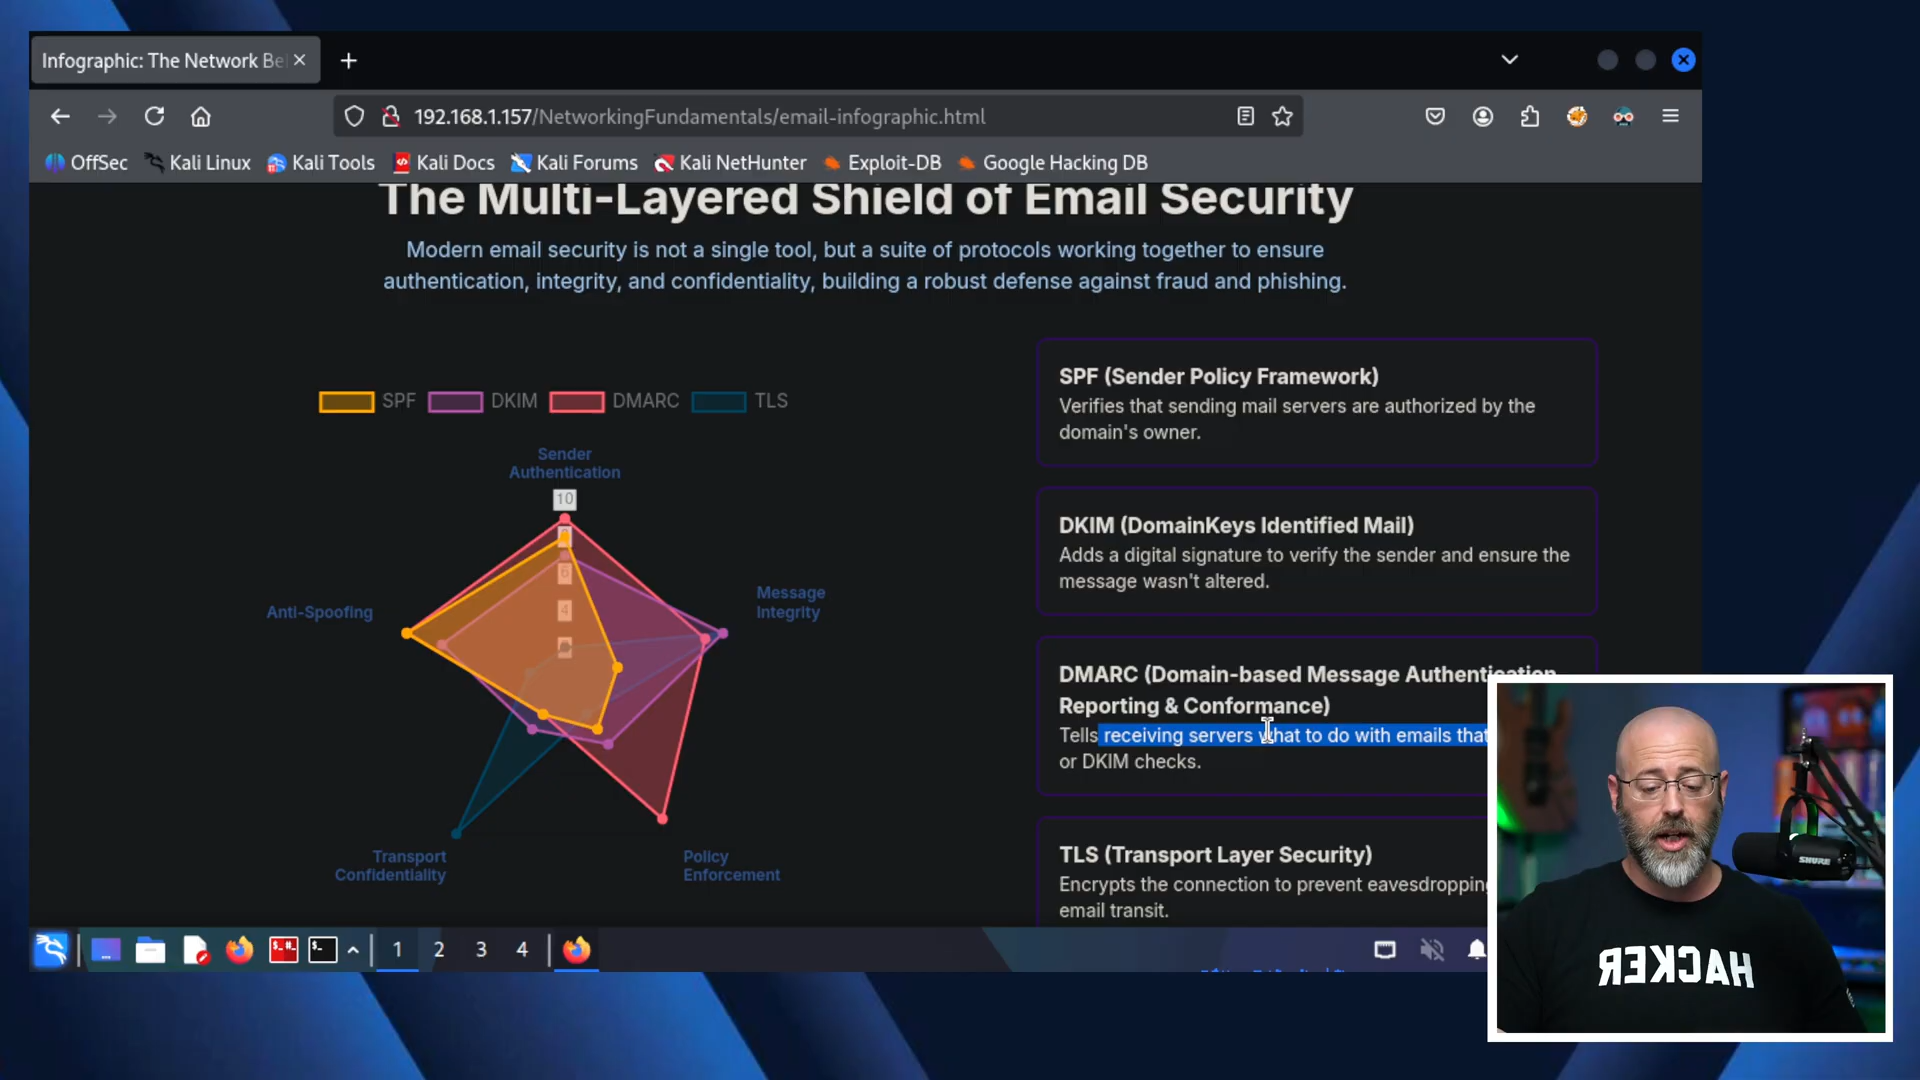 Infographic: The Network Be
192.168.1.157/NetworkingFundamentals/email-infographic.html
OffSec Kali Linux Kali Tools Kali Docs Kali Forums Kali NetHunter Exploit-DB Google Hacking DB
The Multi-Layered Shield of Email Security
Modern email security is not a single tool, but a suite of protocols working together to ensure
authentication, integrity, and confidentiality, building a robust defense against fraud and phishing.
SPF DKIM DMARC TLS
Sender
Authentication
10
6
4
Message
Integrity
Anti-Spoofing
Transport
Confidentiality
Policy
Enforcement
SPF (Sender Policy Framework)
Verifies that sending mail servers are authorized by the
domain's owner.
DKIM (DomainKeys Identified Mail)
Adds a digital signature to verify the sender and ensure the
message wasn't altered.
DMARC (Domain-based Message Authentication
Reporting & Conformance)
Tells receiving servers what to do with emails that
or DKIM checks.
TLS (Transport Layer Security)
Encrypts the connection to prevent eavesdropping
email transit.
1 2 3 4
SHURE
HACKER